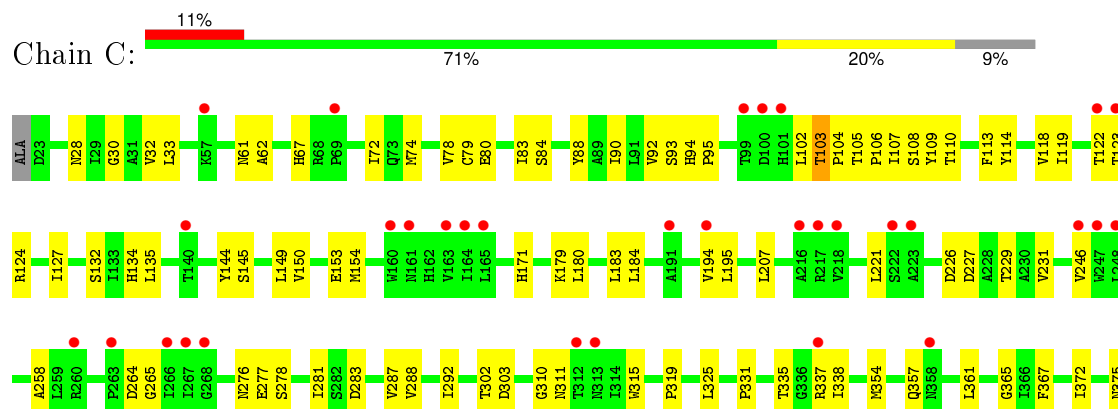 11%
Chain C:
71% 20% 9%
ALA D23 N28 I29 G30 A31 V32 L33 K57 N61 A62 H67 R68 P69 I72 Q73 M74 V78 C79 E80 I83 S84 Y88 A89 I90 L91 V92 S93 H94 P95 T99 D100 H101 L102 T103 P104 T105 P106 I107 S108 Y109 T110 F113 Y114 V118 I119 T122
R124 I127 S132 I133 H134 L135 T140 Y144 S145 L149 V150 E153 M154 W160 N161 H162 V163 I164 L165 H171 K179 L180 L183 L184 A191 V194 L195 L207 A216 R217 V218 L221 S222 A223 D226 D227 A228 T229 A230 V231 V246 W247
A258 L259 R260 P263 D264 G265 I266 I267 G268 N276 E277 S278 I281 S282 D283 V287 V288 I292 T302 D303 G310 N311 T312 N313 I314 W315 P319 L325 P331 T335 G336 R337 I338 M354 Q357 N358 L361 G365 I366 F367 I372